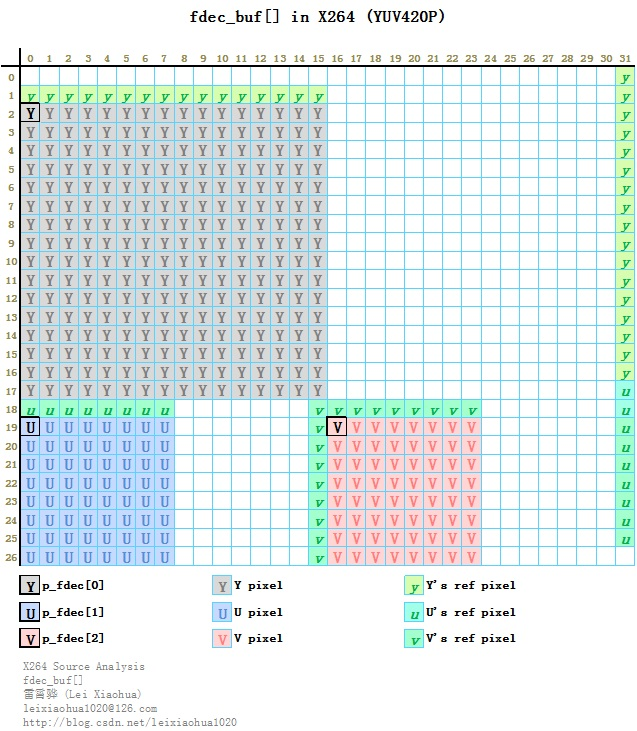 fdec_buf[] in X264 (YUV420P)
0 1 2 3 4 5 6 7 8 9 10 11 12 13 14 15 16 17 18 19 20 21 22 23 24 25 26 27 28 29 30 31
0 y
1 y y y y y y y y y y y y y y y y y
2 Y Y Y Y Y Y Y Y Y Y Y Y Y Y Y Y y
3 Y Y Y Y Y Y Y Y Y Y Y Y Y Y Y Y y
4 Y Y Y Y Y Y Y Y Y Y Y Y Y Y Y Y y
5 Y Y Y Y Y Y Y Y Y Y Y Y Y Y Y Y y
6 Y Y Y Y Y Y Y Y Y Y Y Y Y Y Y Y y
7 Y Y Y Y Y Y Y Y Y Y Y Y Y Y Y Y y
8 Y Y Y Y Y Y Y Y Y Y Y Y Y Y Y Y y
9 Y Y Y Y Y Y Y Y Y Y Y Y Y Y Y Y y
10 Y Y Y Y Y Y Y Y Y Y Y Y Y Y Y Y y
11 Y Y Y Y Y Y Y Y Y Y Y Y Y Y Y Y y
12 Y Y Y Y Y Y Y Y Y Y Y Y Y Y Y Y y
13 Y Y Y Y Y Y Y Y Y Y Y Y Y Y Y Y y
14 Y Y Y Y Y Y Y Y Y Y Y Y Y Y Y Y y
15 Y Y Y Y Y Y Y Y Y Y Y Y Y Y Y Y y
16 Y Y Y Y Y Y Y Y Y Y Y Y Y Y Y Y y
17 Y Y Y Y Y Y Y Y Y Y Y Y Y Y Y Y u
18 u u u u u u u u v v v v v v v v v u
19 U U U U U U U U v V V V V V V V V u
20 U U U U U U U U v V V V V V V V V u
21 U U U U U U U U v V V V V V V V V u
22 U U U U U U U U v V V V V V V V V u
23 U U U U U U U U v V V V V V V V V u
24 U U U U U U U U v V V V V V V V V u
25 U U U U U U U U v V V V V V V V V u
26 U U U U U U U U v V V V V V V V V
Y p_fdec[0] Y Y pixel y Y's ref pixel
U p_fdec[1] U U pixel u U's ref pixel
V p_fdec[2] V V pixel v V's ref pixel
X264 Source Analysis
fdec_buf[]
雷霄骅 (Lei Xiaohua)
leixiaohua1020@126.com
http://blog.csdn.net/leixiaohua1020